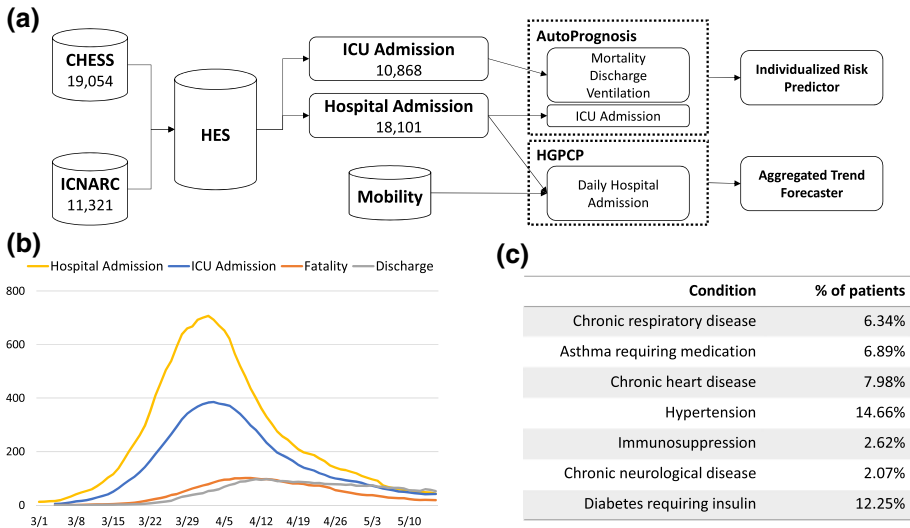 (a)
CHESS
19,054
ICNARC
11,321
HES
ICU Admission
10,868
Hospital Admission
18,101
Mobility
AutoPrognosis
Mortality
Discharge
Ventilation
ICU Admission
HGPCP
Daily Hospital
Admission
Individualized Risk
Predictor
Aggregated Trend
Forecaster
(b)
Hospital Admission ICU Admission Fatality Discharge
800
600
400
200
0
3/1 3/8 3/15 3/22 3/29 4/5 4/12 4/19 4/26 5/3 5/10
(c)
Condition % of patients
Chronic respiratory disease 6.34%
Asthma requiring medication 6.89%
Chronic heart disease 7.98%
Hypertension 14.66%
Immunosuppression 2.62%
Chronic neurological disease 2.07%
Diabetes requiring insulin 12.25%